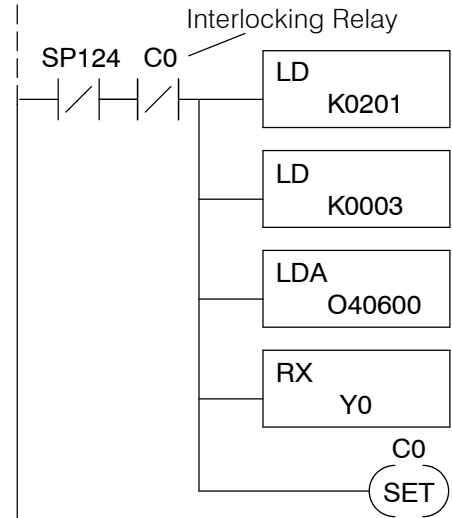 Interlocking Relay
SP124 C0
LD
K0201
LD
K0003
LDA
O40600
RX
Y0
C0
SET